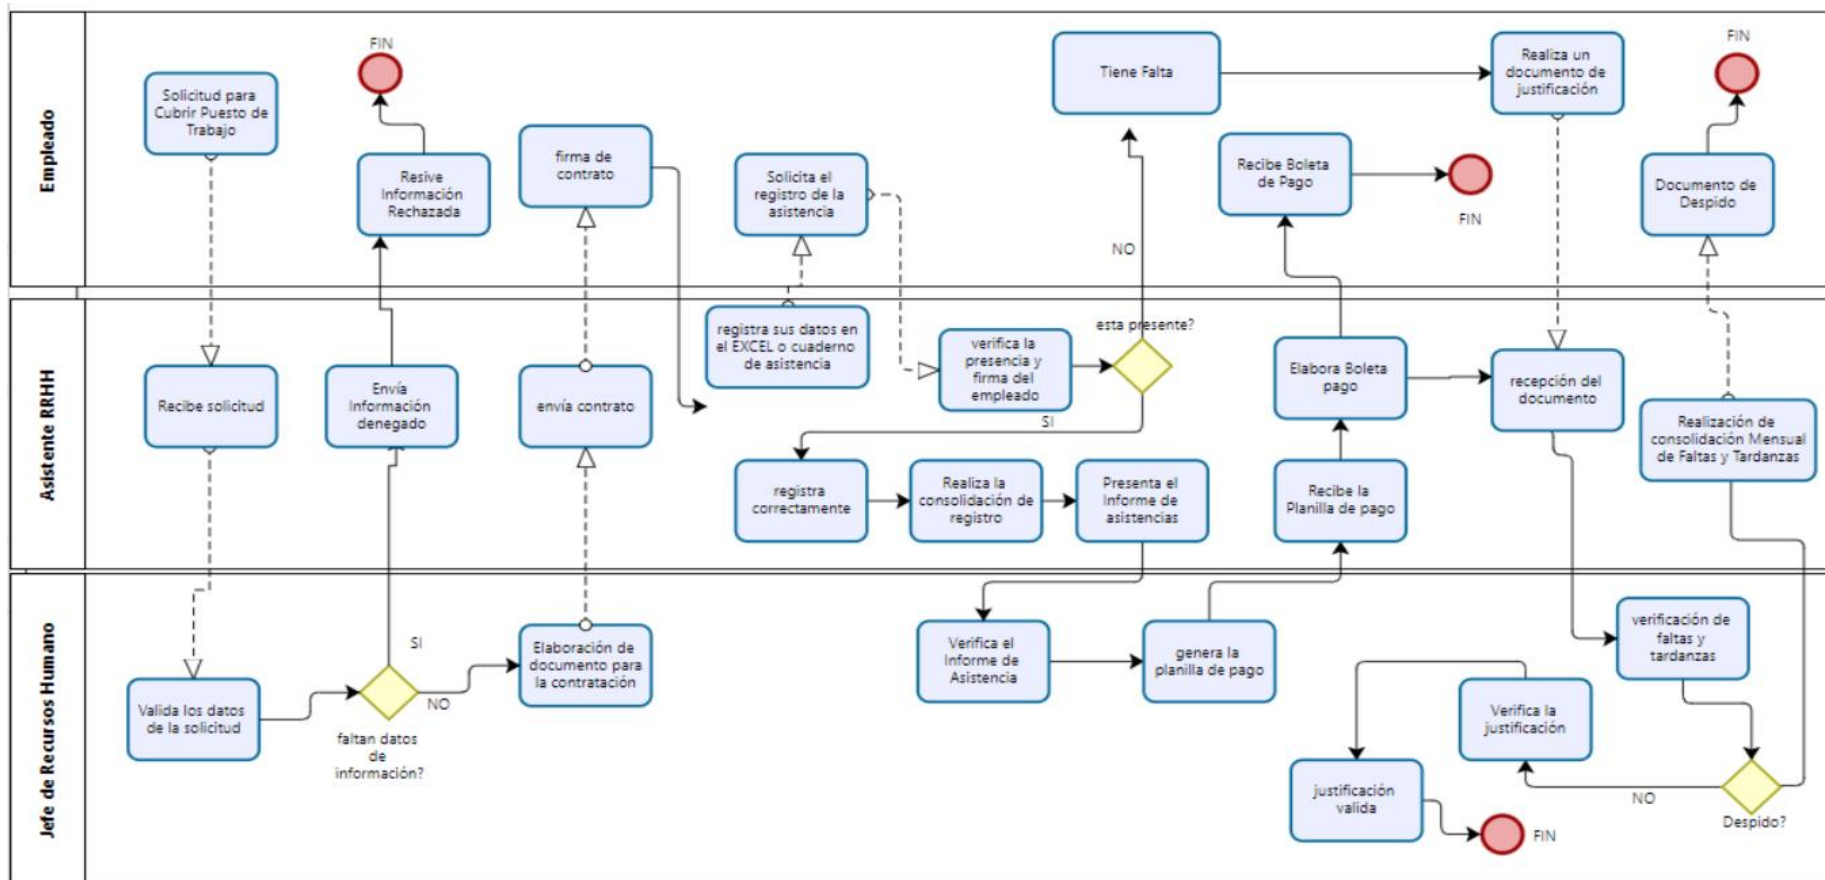 Empleado
FIN
Solicitud para
Cubrir Puesto de
Trabajo
Resive
Información
Rechazada
firma de
contrato
Solicita el
registro de la
asistencia
Tiene Falta
NO
Recibe Boleta
de Pago
FIN
Realiza un
documento de
justificación
FIN
Documento de
Despido
Asistente RRHH
Recibe solicitud
Envía
Información
denegado
envía contrato
registra sus datos en
el EXCEL o cuaderno
de asistencia
verifica la
presencia y
firma del
empleado
esta presente?
SI
registra
correctamente
Realiza la
consolidación de
registro
Presenta el
Informe de
asistencias
Elabora Boleta
pago
Recibe la
Planilla de pago
recepción del
documento
Realización de
consolidación Mensual
de Faltas y Tardanzas
Jefe de Recursos Humano
Valida los datos
de la solicitud
SI
NO
faltan datos
de
información?
Elaboración de
documento para
la contratación
Verifica el
Informe de
Asistencia
genera la
planilla de pago
verificación de
faltas y
tardanzas
Verifica la
justificación
justificación
valida
NO
Despido?
FIN